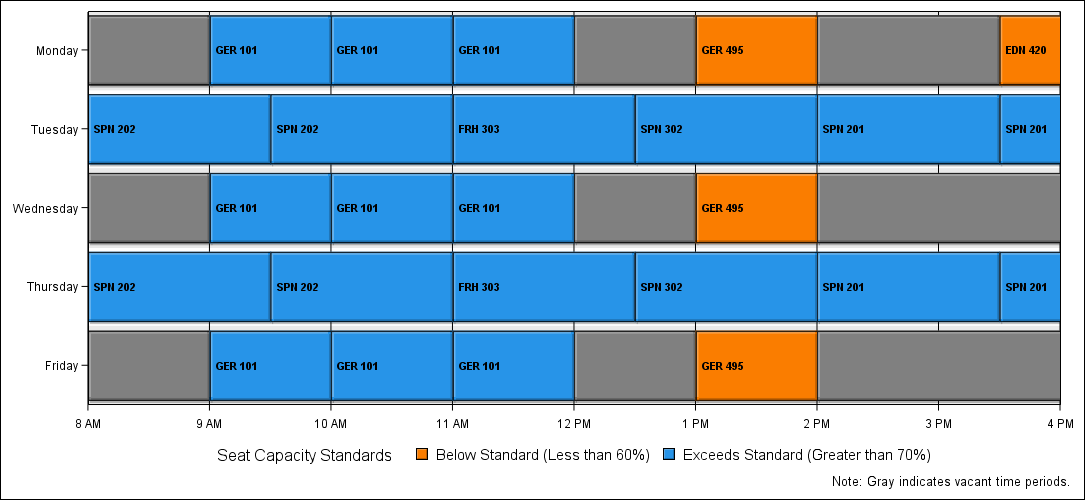 Monday GER 101 GER 101 GER 101 GER 495 EDN 420
Tuesday SPN 202 SPN 202 FRH 303 SPN 302 SPN 201 SPN 201
Wednesday GER 101 GER 101 GER 101 GER 495
Thursday SPN 202 SPN 202 FRH 303 SPN 302 SPN 201 SPN 201
Friday GER 101 GER 101 GER 101 GER 495
8 AM 9 AM 10 AM 11 AM 12 PM 1 PM 2 PM 3 PM 4 PM
Seat Capacity Standards Below Standard (Less than 60%) Exceeds Standard (Greater than 70%)
Note: Gray indicates vacant time periods.